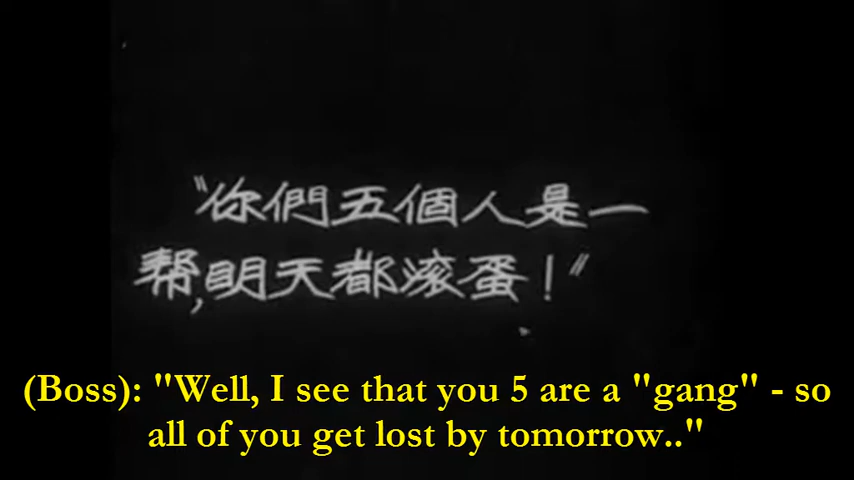 "你們五個人是一
帮,明天都滚蛋!"
(Boss): "Well, I see that you 5 are a "gang" - so
all of you get lost by tomorrow.."